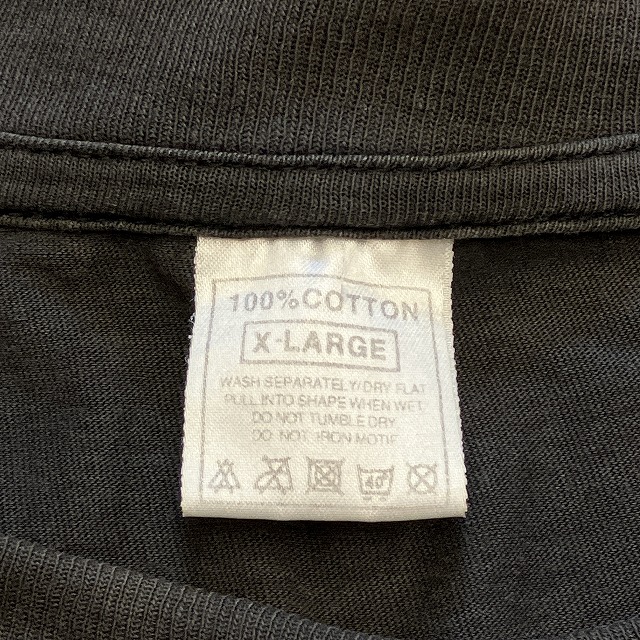 100% COTTON
X-LARGE
WASH SEPARATELY/DRY FLAT
PULL INTO SHAPE WHEN WET
DO NOT TUMBLE DRY
DO NOT IRON MOTIF
40°